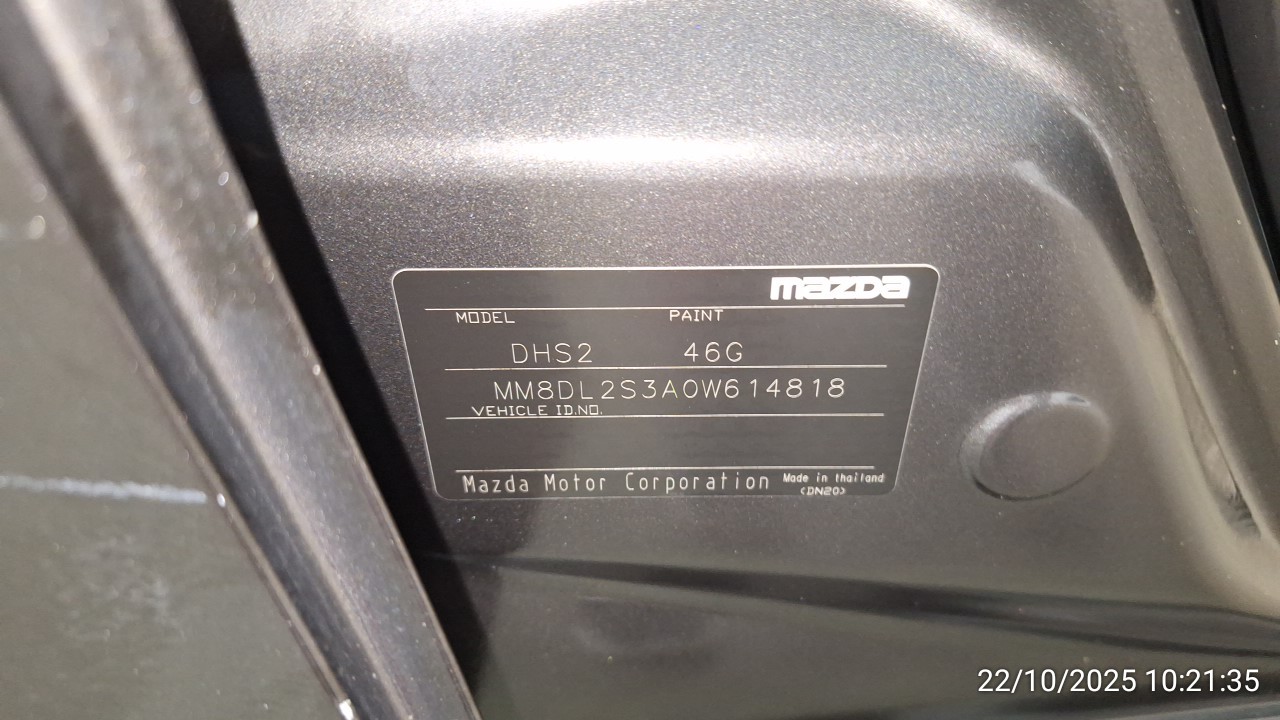 mazda
MODEL PAINT
DHS2 46G
MM8DL2S3A0W614818
VEHICLE ID.NO.
Mazda Motor Corporation Made in thailand
<DN20>
22/10/2025 10:21:35